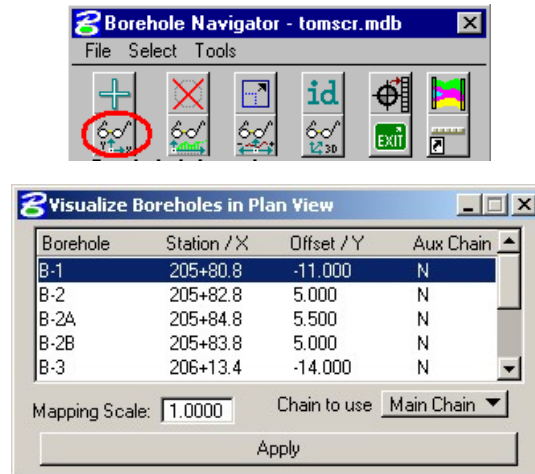 Borehole Navigator - tomscr.mdb
File Select Tools
id
3D
EXIT
Visualize Boreholes in Plan View
Borehole Station / X Offset / Y Aux Chain
B-1 205+80.8 -11.000 N
B-2 205+82.8 5.000 N
B-2A 205+84.8 5.500 N
B-2B 205+83.8 5.000 N
B-3 206+13.4 -14.000 N
Mapping Scale: 1.0000 Chain to use Main Chain
Apply